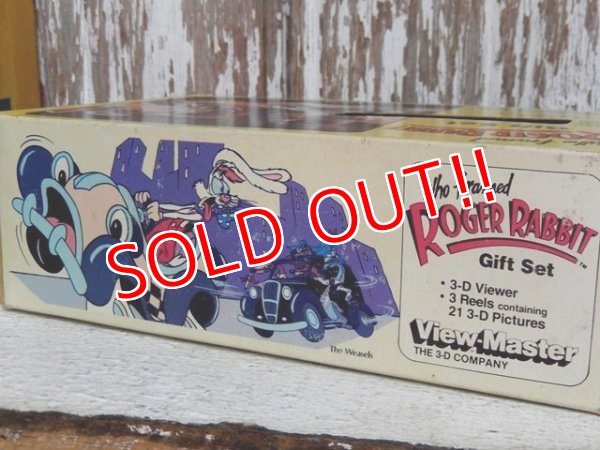 Who Framed
ROGER RABBIT™
Gift Set
• 3-D Viewer
• 3 Reels containing
21 3-D Pictures
View-Master
THE 3-D COMPANY
The Weasels
SOLD OUT!!